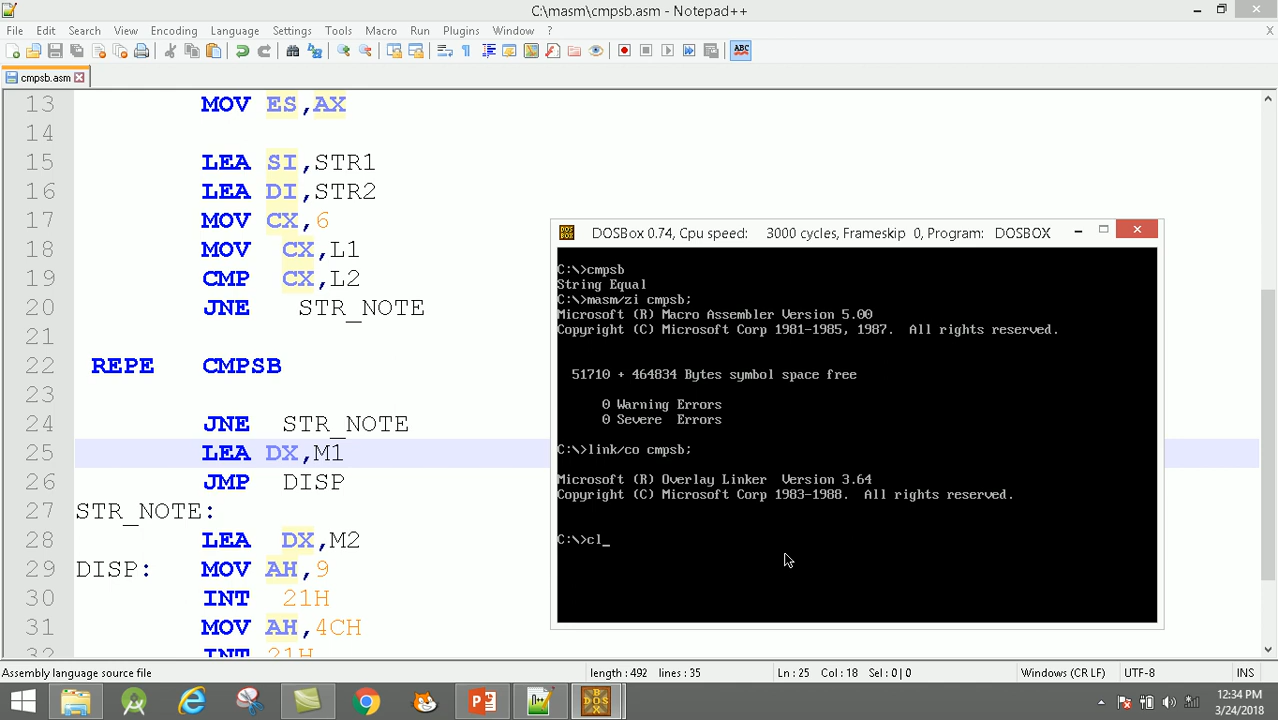 C:\masm\cmpsb.asm - Notepad++
File Edit Search View Encoding Language Settings Tools Macro Run Plugins Window ? X
ABC
cmpsb.asm
13 MOV ES,AX
14
15 LEA SI,STR1
16 LEA DI,STR2
17 MOV CX,6
18 MOV CX,L1
19 CMP CX,L2
20 JNE STR_NOTE
21
22 REPE CMPSB
23
24 JNE STR_NOTE
25 LEA DX,M1
26 JMP DISP
27 STR_NOTE:
28 LEA DX,M2
29 DISP: MOV AH,9
30 INT 21H
31 MOV AH,4CH
32 INT 21H
DOSBox 0.74, Cpu speed: 3000 cycles, Frameskip 0, Program: DOSBOX
C:\>cmpsb
String Equal
C:\>masm/zi cmpsb;
Microsoft (R) Macro Assembler Version 5.00
Copyright (C) Microsoft Corp 1981-1985, 1987. All rights reserved.
51710 + 464834 Bytes symbol space free
0 Warning Errors
0 Severe Errors
C:\>link/co cmpsb;
Microsoft (R) Overlay Linker Version 3.64
Copyright (C) Microsoft Corp 1983-1988. All rights reserved.
C:\>cl_
Assembly language source file length : 492 lines : 35 Ln : 25 Col : 18 Sel : 0 | 0 Windows (CR LF) UTF-8 INS
12:34 PM
3/24/2018